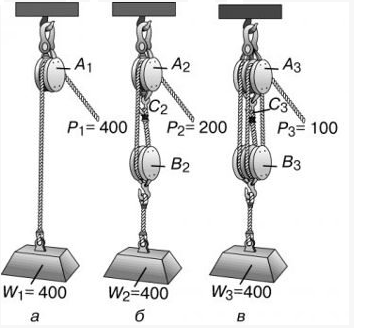 A1 A2 A3
C2 C3
P1= 400 P2= 200 P3= 100
B2 B3
W1= 400 W2=400 W3=400
а б в